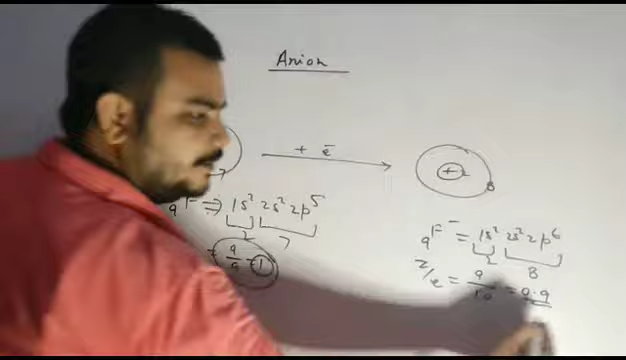 Anion
+ e⁻
+2
₉F ⇒ 1s² 2s² 2p⁵
2 7
= 9/9 = 1
₉F⁻ = 1s² 2s² 2p⁶
2 8
Z/e = 9/10 = 0.9